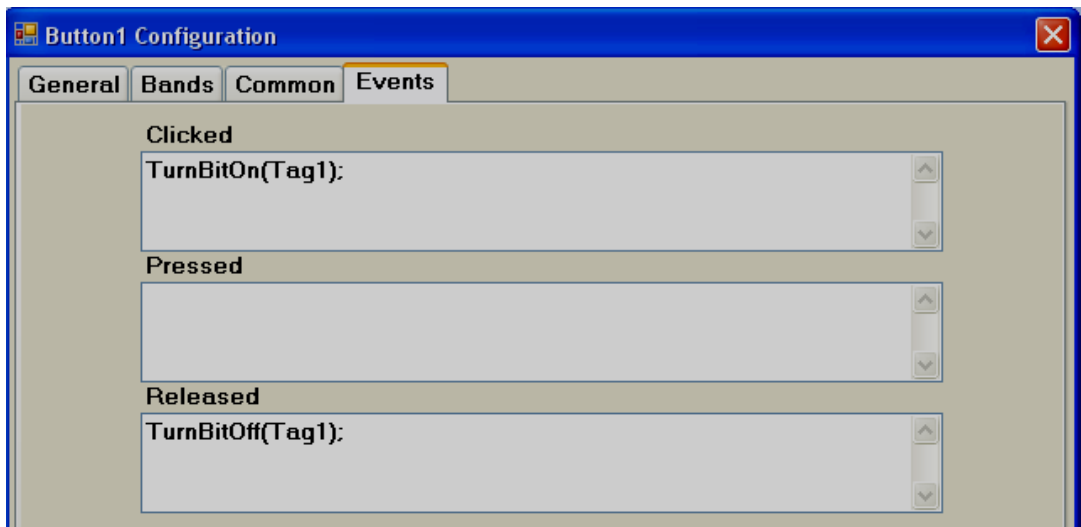 Button1 Configuration
General Bands Common Events
Clicked
TurnBitOn(Tag1);
Pressed
Released
TurnBitOff(Tag1);